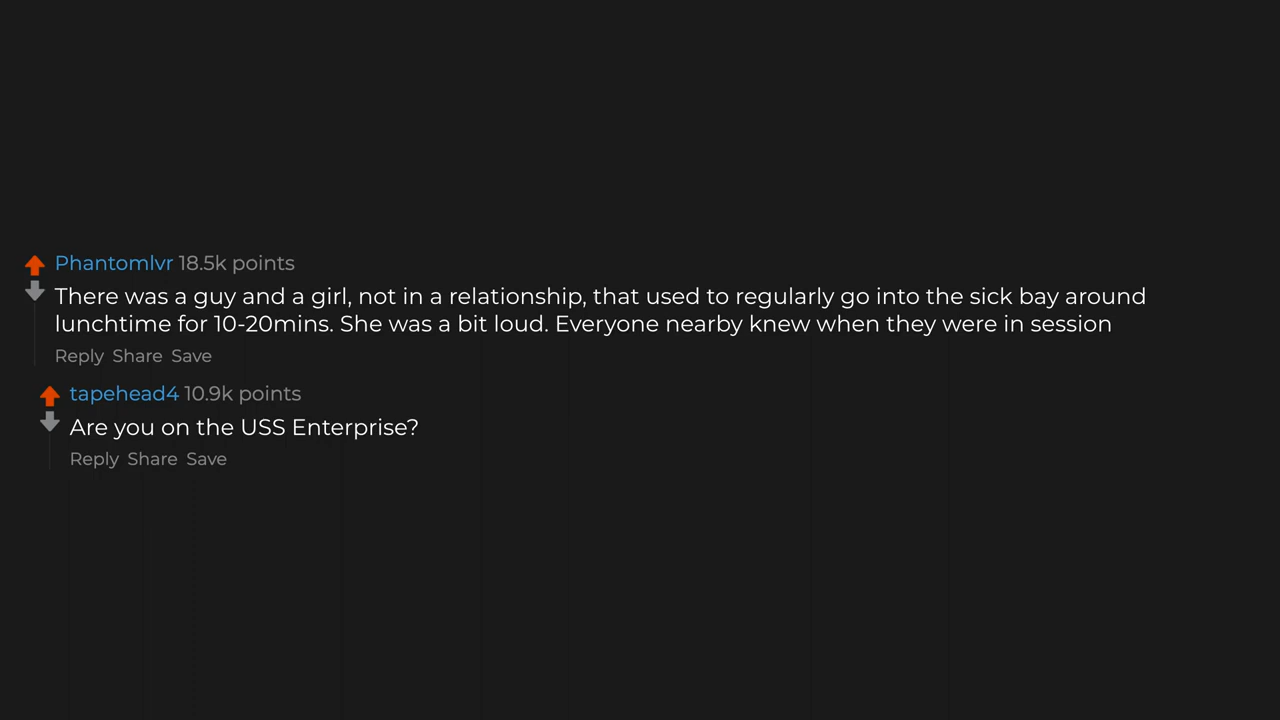 Phantomlvr 18.5k points
There was a guy and a girl, not in a relationship, that used to regularly go into the sick bay around
lunchtime for 10-20mins. She was a bit loud. Everyone nearby knew when they were in session
Reply Share Save
tapehead4 10.9k points
Are you on the USS Enterprise?
Reply Share Save